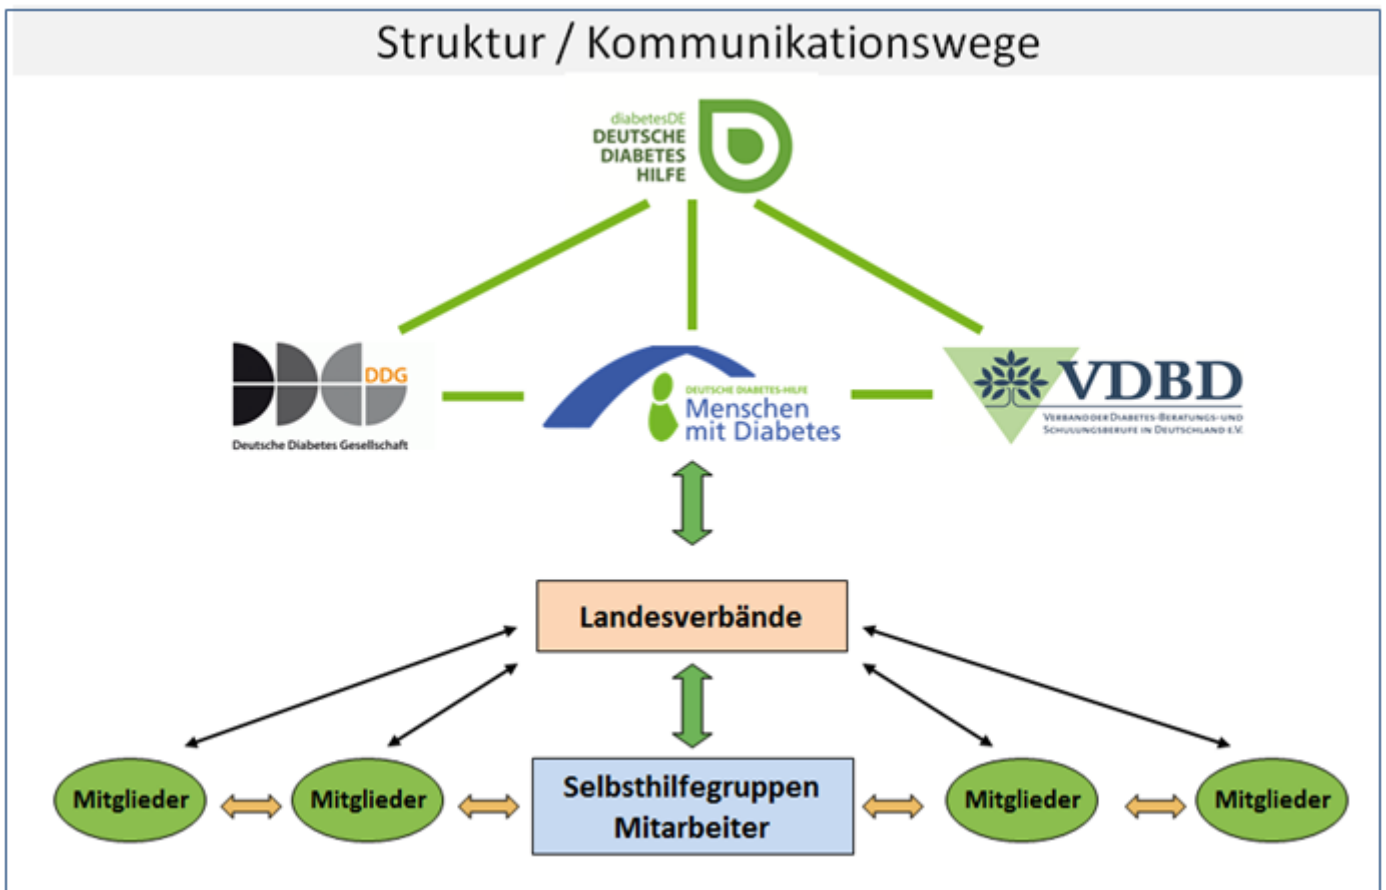 Struktur / Kommunikationswege
diabetesDE
DEUTSCHE
DIABETES
HILFE
DDG
Deutsche Diabetes Gesellschaft
DEUTSCHE DIABETES-HILFE
Menschen
mit Diabetes
VDBD
VERBAND DER DIABETES-BERATUNGS- UND
SCHULUNGSBERUFE IN DEUTSCHLAND E.V.
Landesverbände
Mitglieder
Mitglieder
Selbsthilfegruppen
Mitarbeiter
Mitglieder
Mitglieder